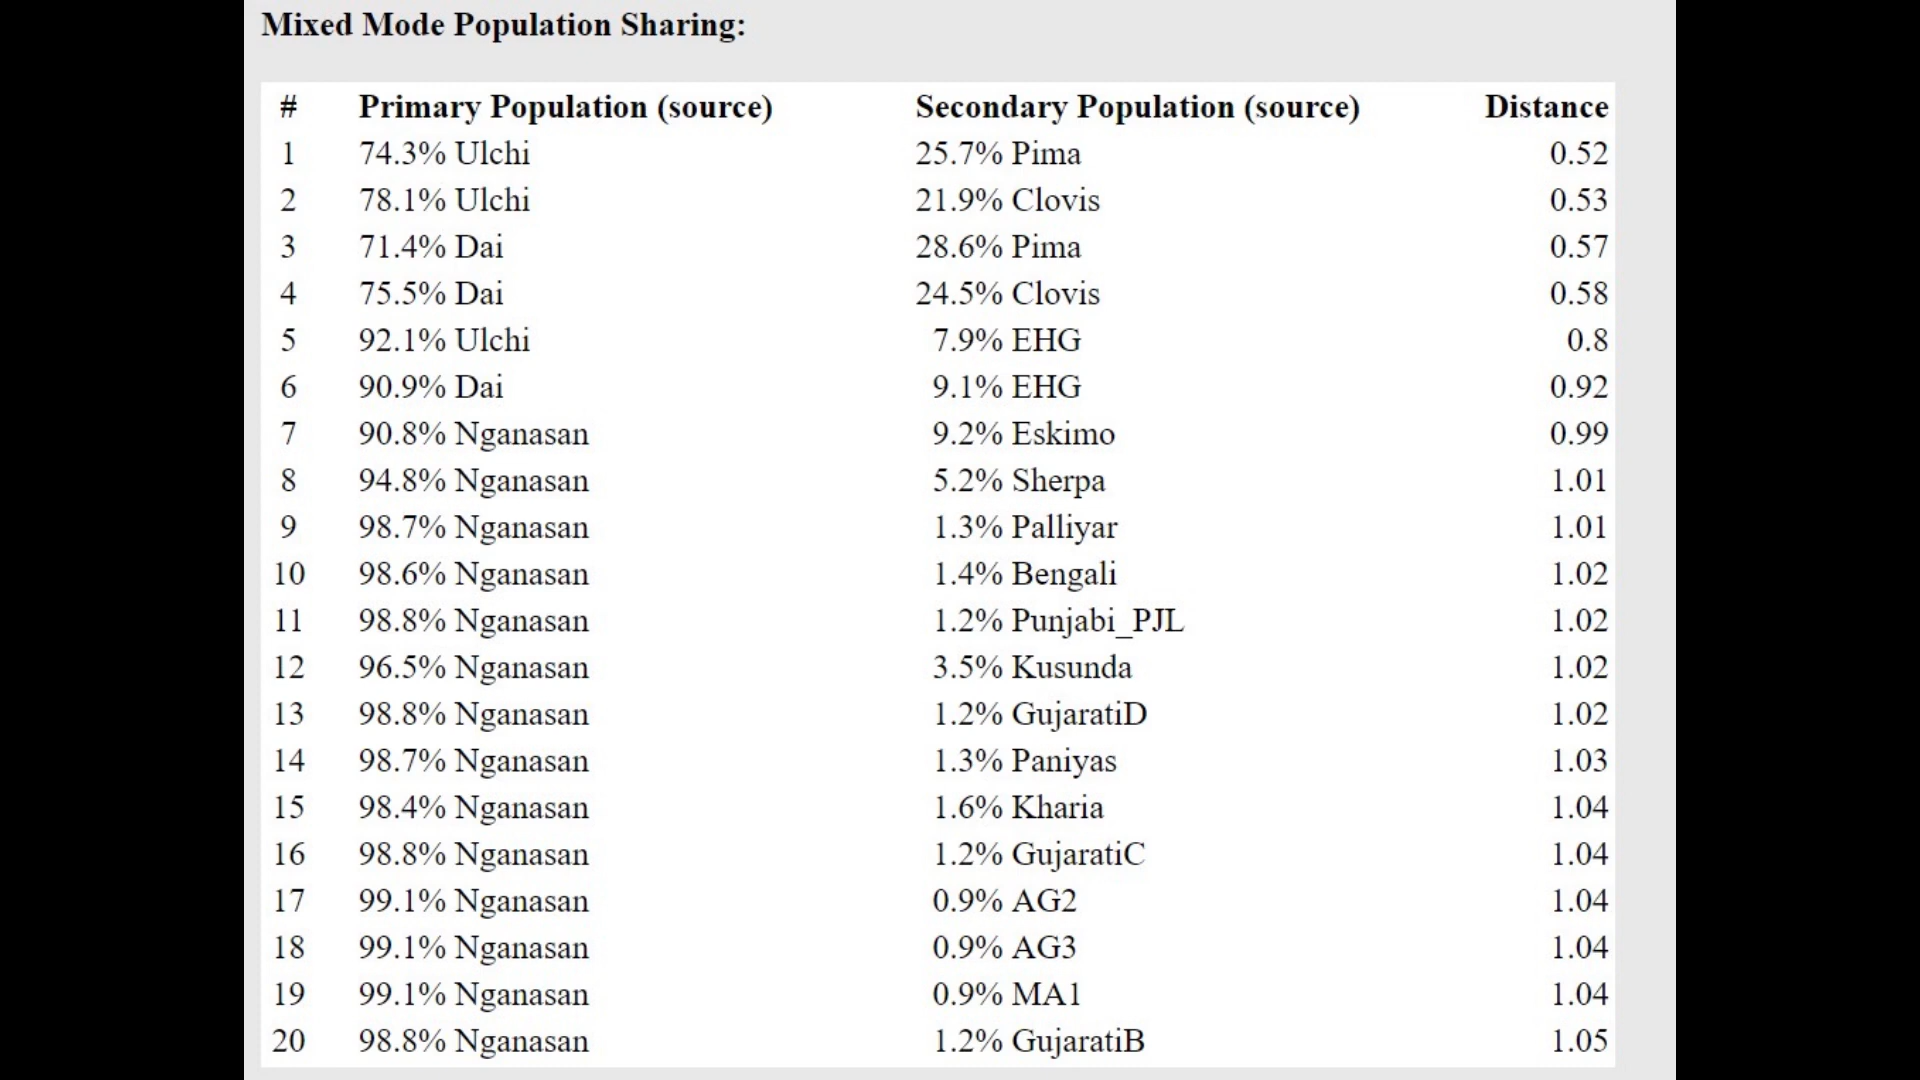 Mixed Mode Population Sharing:
# Primary Population (source) Secondary Population (source) Distance
1 74.3% Ulchi 25.7% Pima 0.52
2 78.1% Ulchi 21.9% Clovis 0.53
3 71.4% Dai 28.6% Pima 0.57
4 75.5% Dai 24.5% Clovis 0.58
5 92.1% Ulchi 7.9% EHG 0.8
6 90.9% Dai 9.1% EHG 0.92
7 90.8% Nganasan 9.2% Eskimo 0.99
8 94.8% Nganasan 5.2% Sherpa 1.01
9 98.7% Nganasan 1.3% Palliyar 1.01
10 98.6% Nganasan 1.4% Bengali 1.02
11 98.8% Nganasan 1.2% Punjabi_PJL 1.02
12 96.5% Nganasan 3.5% Kusunda 1.02
13 98.8% Nganasan 1.2% GujaratiD 1.02
14 98.7% Nganasan 1.3% Paniyas 1.03
15 98.4% Nganasan 1.6% Kharia 1.04
16 98.8% Nganasan 1.2% GujaratiC 1.04
17 99.1% Nganasan 0.9% AG2 1.04
18 99.1% Nganasan 0.9% AG3 1.04
19 99.1% Nganasan 0.9% MA1 1.04
20 98.8% Nganasan 1.2% GujaratiB 1.05